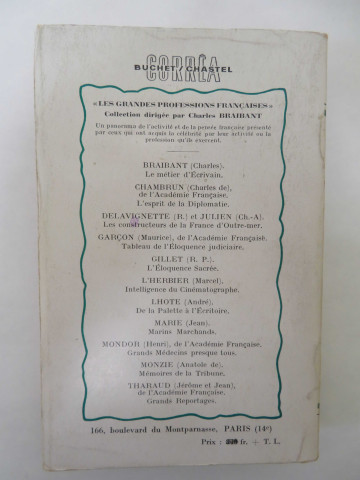 CORRÊA
BUCHET/CHASTEL
«LES GRANDES PROFESSIONS FRANÇAISES»
Collection dirigée par Charles BRAIBANT
Un panorama de l'activité et de la pensée française présenté
par ceux qui ont acquis la célébrité par leur activité ou la
profession qu'ils exercent.
BRAIBANT (Charles).
Le métier d'Écrivain.
CHAMBRUN (Charles de),
de l'Académie Française.
L'esprit de la Diplomatie.
DELAVIGNETTE (R.) et JULIEN (Ch.-A).
Les constructeurs de la France d'Outre-mer.
GARÇON (Maurice), de l'Académie Française.
Tableau de l'Éloquence judiciaire.
GILLET (R. P.).
L'Éloquence Sacrée.
L'HERBIER (Marcel).
Intelligence du Cinématographe.
LHOTE (André).
De la Palette à l'Écritoire.
MARIE (Jean).
Marins Marchands.
MONDOR (Henri), de l'Académie Française.
Grands Médecins presque tous.
MONZIE (Anatole de).
Mémoires de la Tribune.
THARAUD (Jérôme et Jean),
de l'Académie Française.
Grands Reportages.
166, boulevard du Montparnasse, PARIS (14e)
Prix : fr. + T. L.